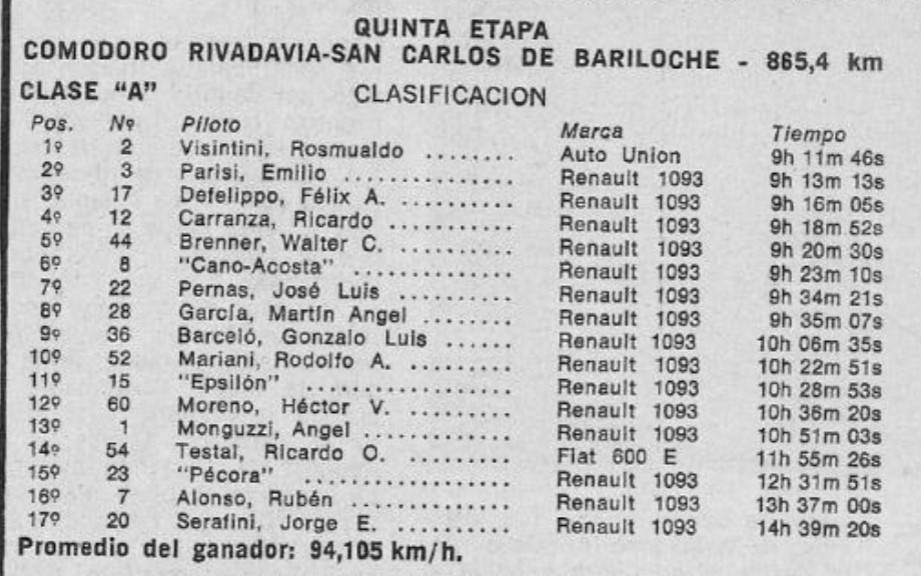 QUINTA ETAPA
COMODORO RIVADAVIA-SAN CARLOS DE BARILOCHE - 865,4 km
CLASE "A" CLASIFICACION
Pos. Nº Piloto Marca Tiempo
1º 2 Visintini, Rosmualdo ........ Auto Union 9h 11m 46s
2º 3 Parisi, Emilio ............. Renault 1093 9h 13m 13s
3º 17 Defelippo, Félix A. ......... Renault 1093 9h 16m 05s
4º 12 Carranza, Ricardo .......... Renault 1093 9h 18m 52s
5º 44 Brenner, Walter C. ......... Renault 1093 9h 20m 30s
6º 8 "Cano-Acosta" .............. Renault 1093 9h 23m 10s
7º 22 Pernas, José Luis .......... Renault 1093 9h 34m 21s
8º 28 García, Martín Angel ........ Renault 1093 9h 35m 07s
9º 36 Barceló, Gonzalo Luis ...... Renault 1093 10h 06m 35s
10º 52 Mariani, Rodolfo A. ......... Renault 1093 10h 22m 51s
11º 15 "Epsilón" .................. Renault 1093 10h 28m 53s
12º 60 Moreno, Héctor V. .......... Renault 1093 10h 36m 20s
13º 1 Monguzzi, Angel ............ Renault 1093 10h 51m 03s
14º 54 Testal, Ricardo O. .......... Fiat 600 E 11h 55m 26s
15º 23 "Pécora" ................... Renault 1093 12h 31m 51s
16º 7 Alonso, Rubén .............. Renault 1093 13h 37m 00s
17º 20 Serafini, Jorge E. .......... Renault 1093 14h 39m 20s
Promedio del ganador: 94,105 km/h.